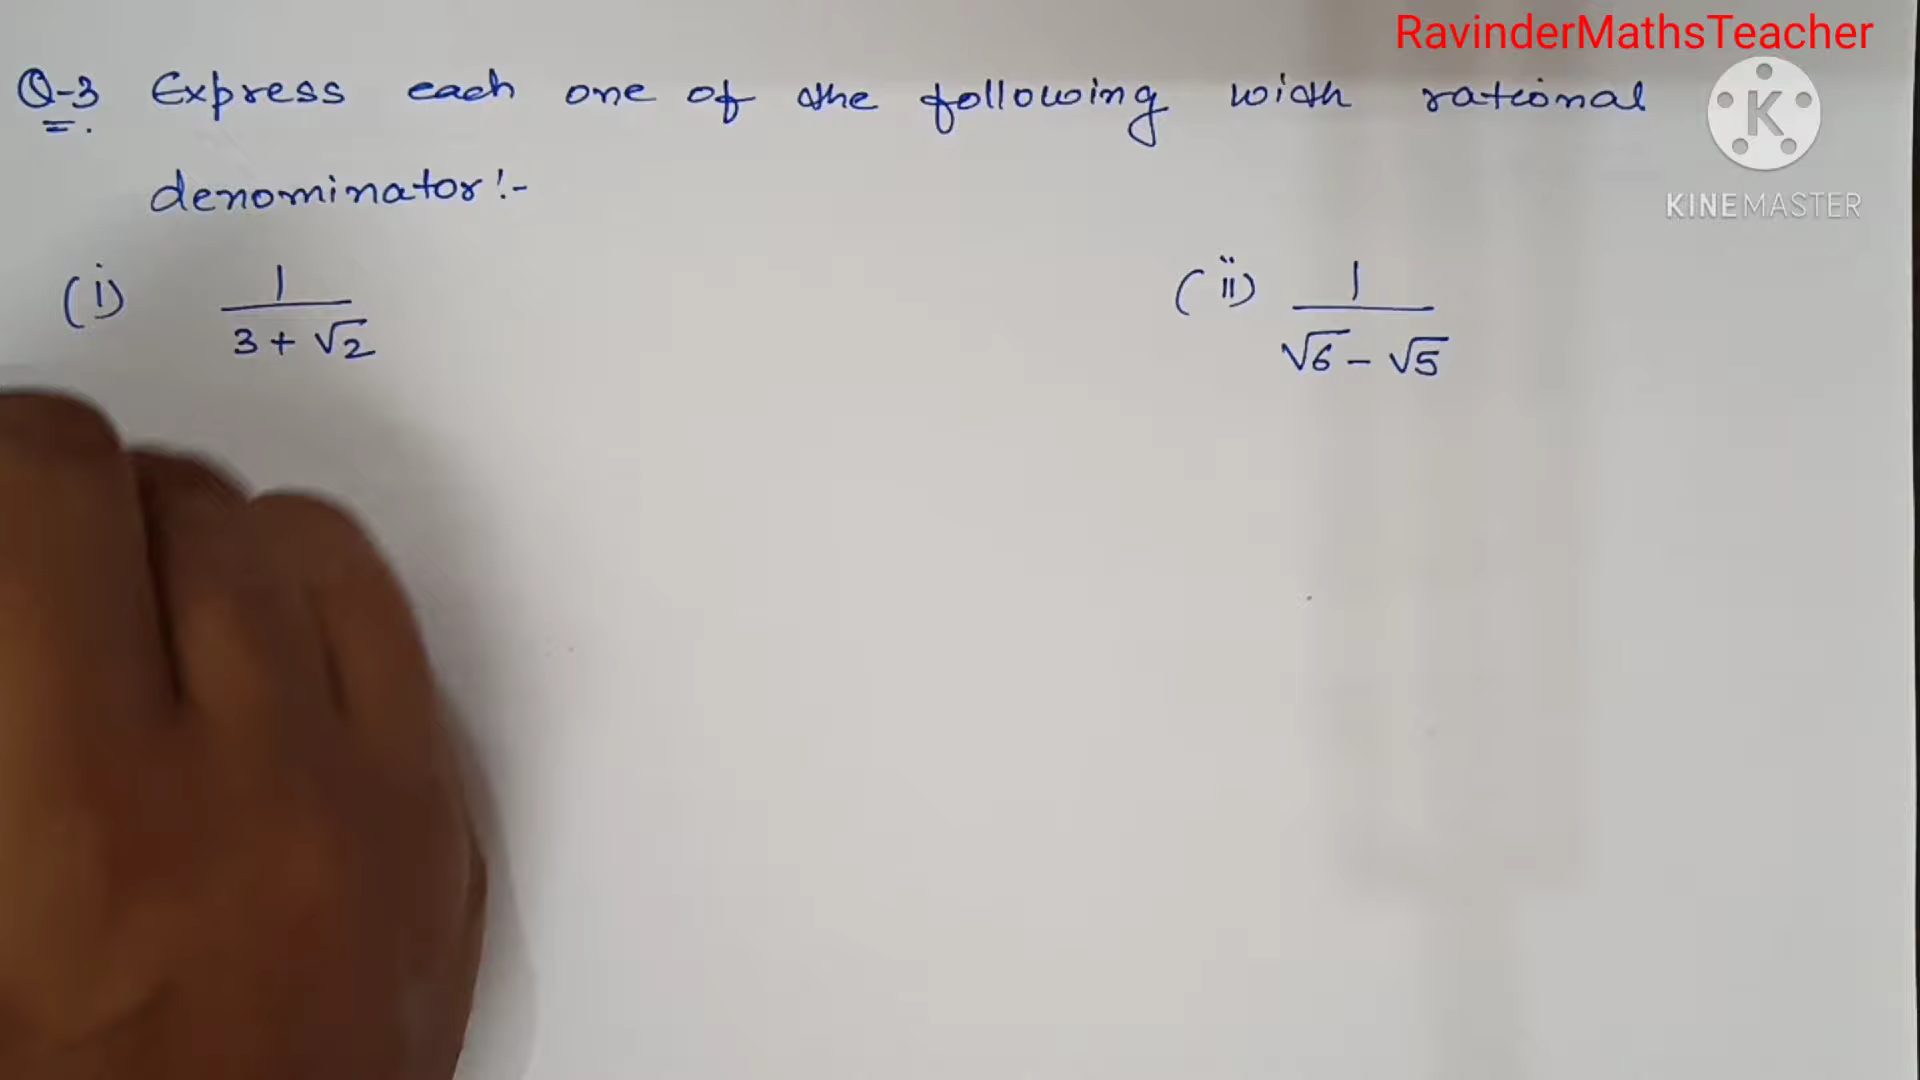 RavinderMathsTeacher
Q-3 Express each one of the following with rational
denominator:-
(i) 1/(3 + √2)
(ii) 1/(√6 - √5)
K
KINEMASTER